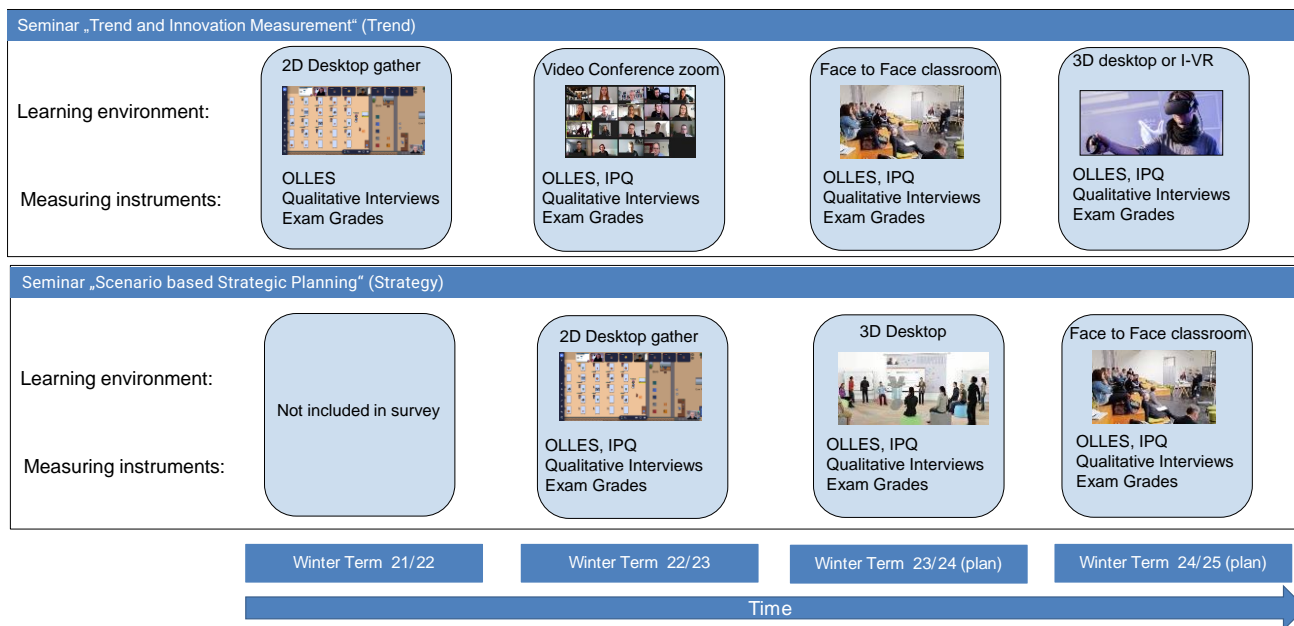 Seminar „Trend and Innovation Measurement“ (Trend)
Learning environment:
Measuring instruments:
2D Desktop gather
OLLES
Qualitative Interviews
Exam Grades
Video Conference zoom
OLLES, IPQ
Qualitative Interviews
Exam Grades
Face to Face classroom
OLLES, IPQ
Qualitative Interviews
Exam Grades
3D desktop or I-VR
OLLES, IPQ
Qualitative Interviews
Exam Grades
Seminar „Scenario based Strategic Planning“ (Strategy)
Learning environment:
Measuring instruments:
Not included in survey
2D Desktop gather
OLLES, IPQ
Qualitative Interviews
Exam Grades
3D Desktop
OLLES, IPQ
Qualitative Interviews
Exam Grades
Face to Face classroom
OLLES, IPQ
Qualitative Interviews
Exam Grades
Winter Term 21/22
Winter Term 22/23
Winter Term 23/24 (plan)
Winter Term 24/25 (plan)
Time